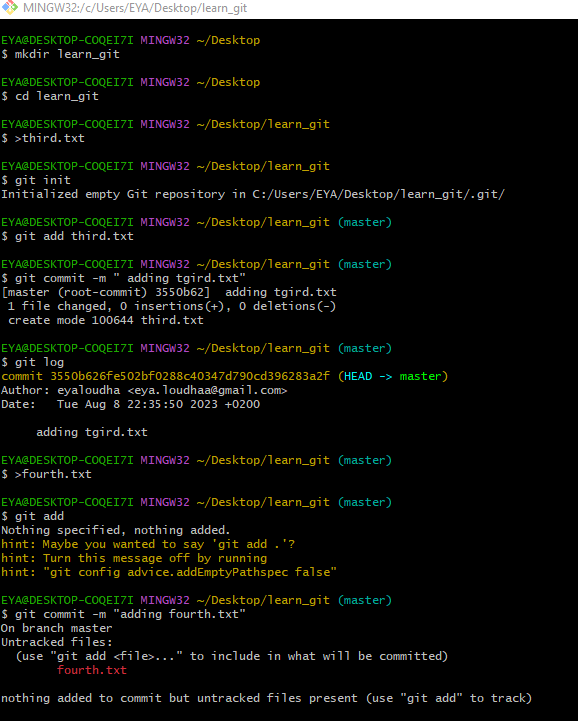 MINGW32:/c/Users/EYA/Desktop/learn_git
EYA@DESKTOP-COQEI7I MINGW32 ~/Desktop
$ mkdir learn_git
EYA@DESKTOP-COQEI7I MINGW32 ~/Desktop
$ cd learn_git
EYA@DESKTOP-COQEI7I MINGW32 ~/Desktop/learn_git
$ >third.txt
EYA@DESKTOP-COQEI7I MINGW32 ~/Desktop/learn_git
$ git init
Initialized empty Git repository in C:/Users/EYA/Desktop/learn_git/.git/
EYA@DESKTOP-COQEI7I MINGW32 ~/Desktop/learn_git (master)
$ git add third.txt
EYA@DESKTOP-COQEI7I MINGW32 ~/Desktop/learn_git (master)
$ git commit -m " adding tgird.txt"
[master (root-commit) 3550b62]  adding tgird.txt
 1 file changed, 0 insertions(+), 0 deletions(-)
 create mode 100644 third.txt
EYA@DESKTOP-COQEI7I MINGW32 ~/Desktop/learn_git (master)
$ git log
commit 3550b626fe502bf0288c40347d790cd396283a2f (HEAD -> master)
Author: eyaloudha <eya.loudhaa@gmail.com>
Date:   Tue Aug 8 22:35:50 2023 +0200
     adding tgird.txt
EYA@DESKTOP-COQEI7I MINGW32 ~/Desktop/learn_git (master)
$ >fourth.txt
EYA@DESKTOP-COQEI7I MINGW32 ~/Desktop/learn_git (master)
$ git add
Nothing specified, nothing added.
hint: Maybe you wanted to say 'git add .'?
hint: Turn this message off by running
hint: "git config advice.addEmptyPathspec false"
EYA@DESKTOP-COQEI7I MINGW32 ~/Desktop/learn_git (master)
$ git commit -m "adding fourth.txt"
On branch master
Untracked files:
  (use "git add <file>..." to include in what will be committed)
        fourth.txt
nothing added to commit but untracked files present (use "git add" to track)